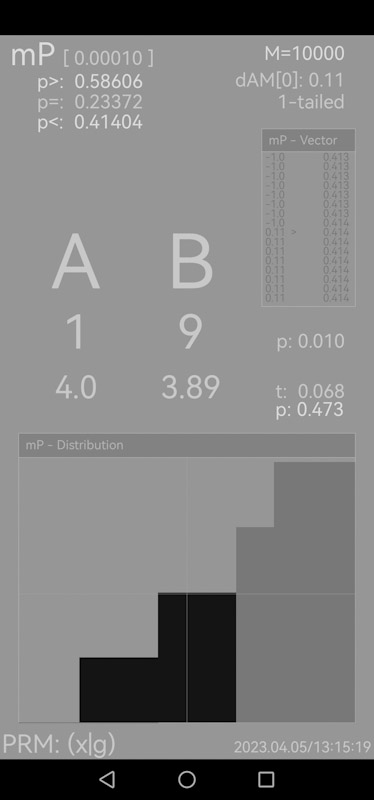 mP [ 0.00010 ]
M=10000
p>: 0.58606
dAM[0]: 0.11
p=: 0.23372
1-tailed
p<: 0.41404
mP - Vector
-1.0 0.413
-1.0 0.413
-1.0 0.413
-1.0 0.413
-1.0 0.413
-1.0 0.413
-1.0 0.413
-1.0 0.414
0.11 > 0.414
0.11 0.414
0.11 0.414
0.11 0.414
0.11 0.414
0.11 0.414
0.11 0.414
0.11 0.414
A B
1 9
p: 0.010
4.0 3.89
t: 0.068
p: 0.473
mP - Distribution
PRM: (x|g)
2023.04.05/13:15:19